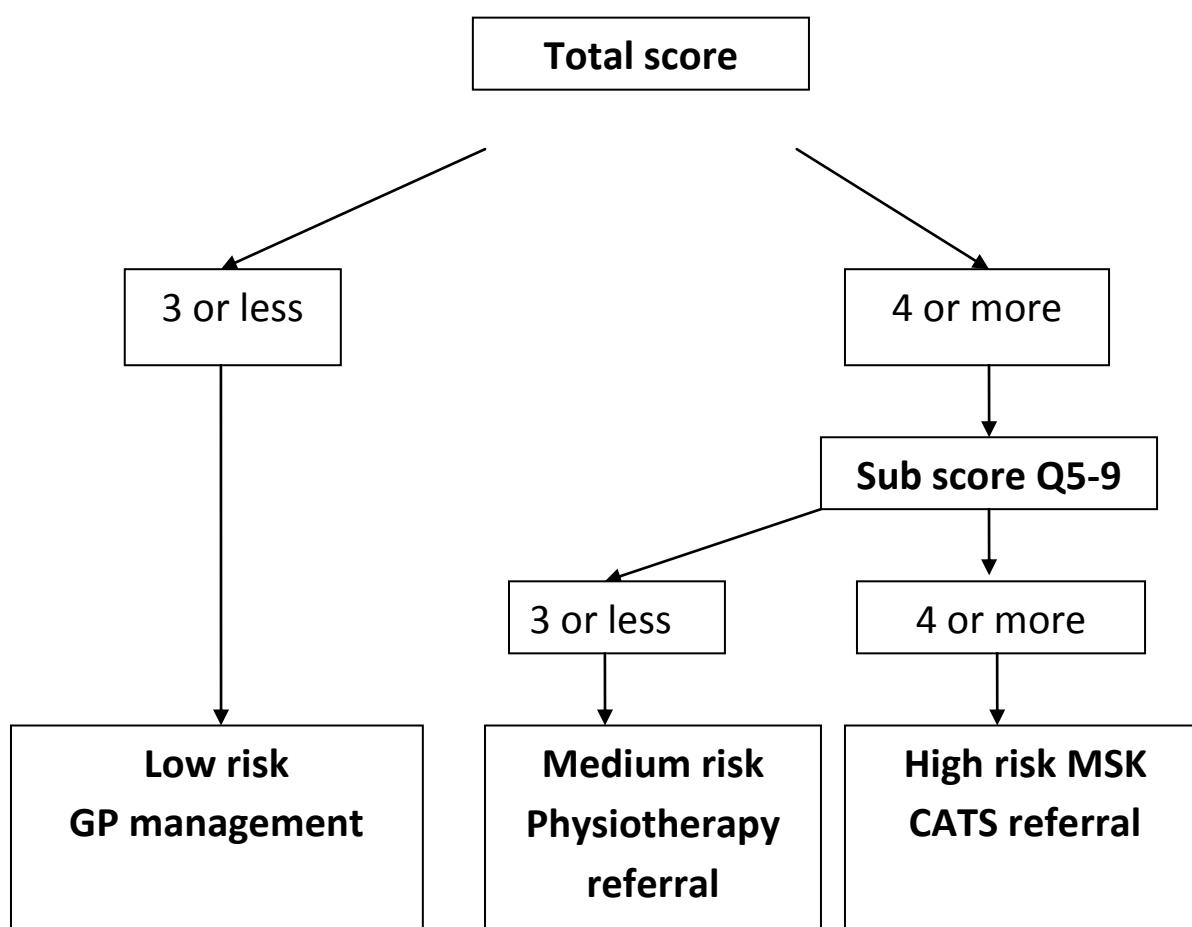 Total score
3 or less
4 or more
Sub score Q5-9
3 or less
4 or more
Low risk
GP management
Medium risk
Physiotherapy
referral
High risk MSK
CATS referral